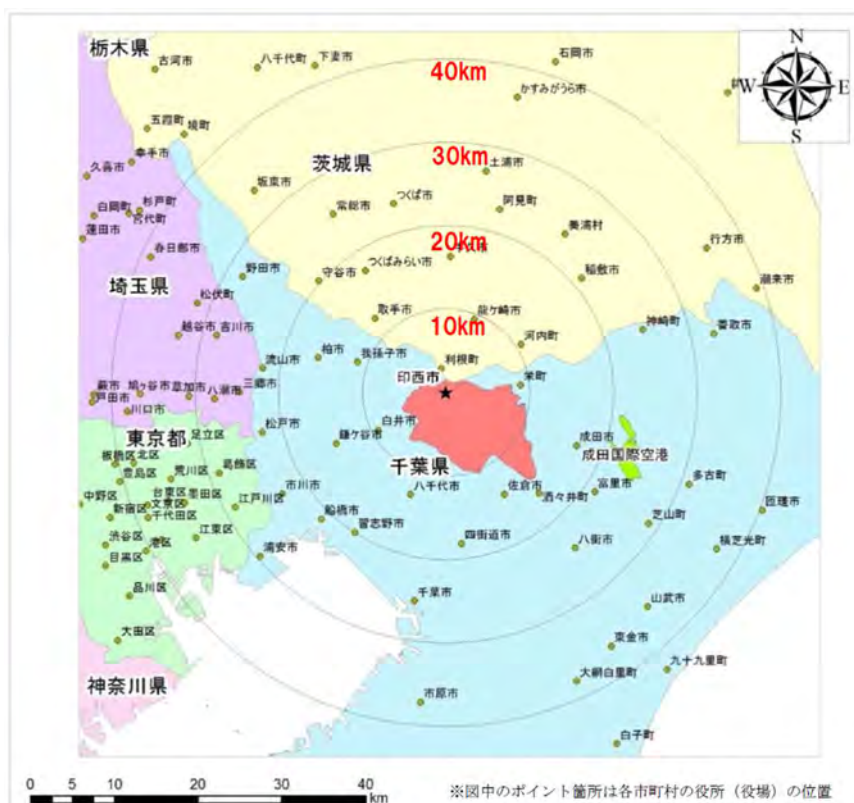 栃木県
古河市
八千代町
下妻市
石岡市
かすみがうら市
40km
N
W
E
S
五霞町
境町
幸手市
久喜市
茨城県
30km
土浦市
坂東市
つくば市
常総市
阿見町
白岡町
杉戸町
宮代町
蓮田市
春日部市
20km
美浦村
行方市
埼玉県
野田市
守谷市
つくばみらい市
稲敷市
潮来市
松伏町
取手市
10km
龍ケ崎市
神崎町
香取市
越谷市
吉川市
河内町
流山市
柏市
我孫子市
利根町
印西市
栄町
蕨市
鳩ヶ谷市
草加市
八潮市
三郷市
戸田市
川口市
東京都
足立区
松戸市
鎌ケ谷市
白井市
千葉県
成田市
成田国際空港
板橋区
北区
豊島区
荒川区
葛飾区
中野区
台東区
墨田区
文京区
新宿区
千代田区
江戸川区
市川市
八千代市
佐倉市
酒々井町
富里市
多古町
匝瑳市
渋谷区
港区
江東区
船橋市
習志野市
四街道市
八街市
芝山町
横芝光町
目黒区
浦安市
品川区
千葉市
山武市
大田区
東金市
神奈川県
市原市
大網白里町
九十九里町
白子町
0 5 10 20 30 40
km
※図中のポイント箇所は各市町村の役所（役場）の位置